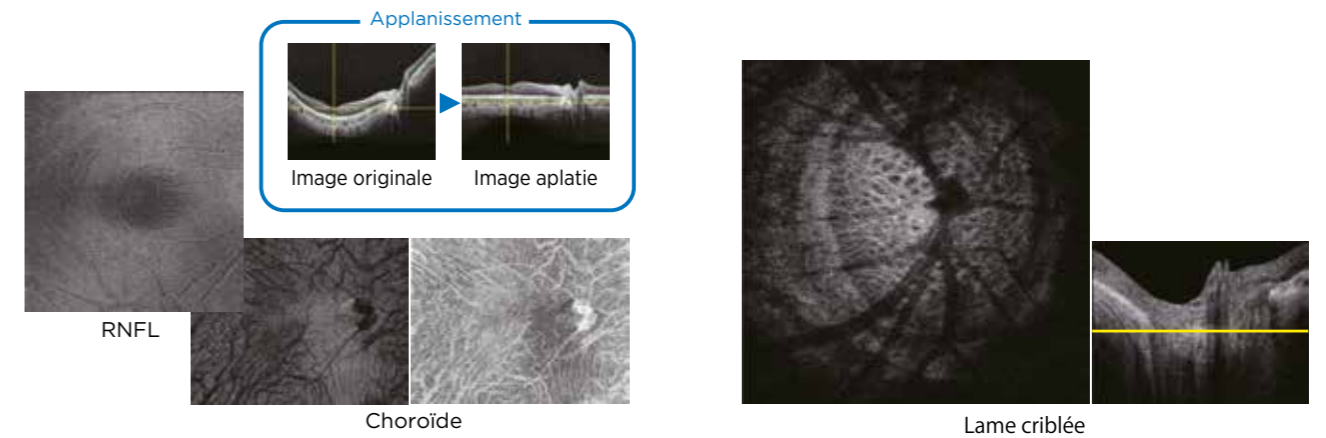 Applanissement
Image originale
Image aplatie
RNFL
Choroïde
Lame criblée